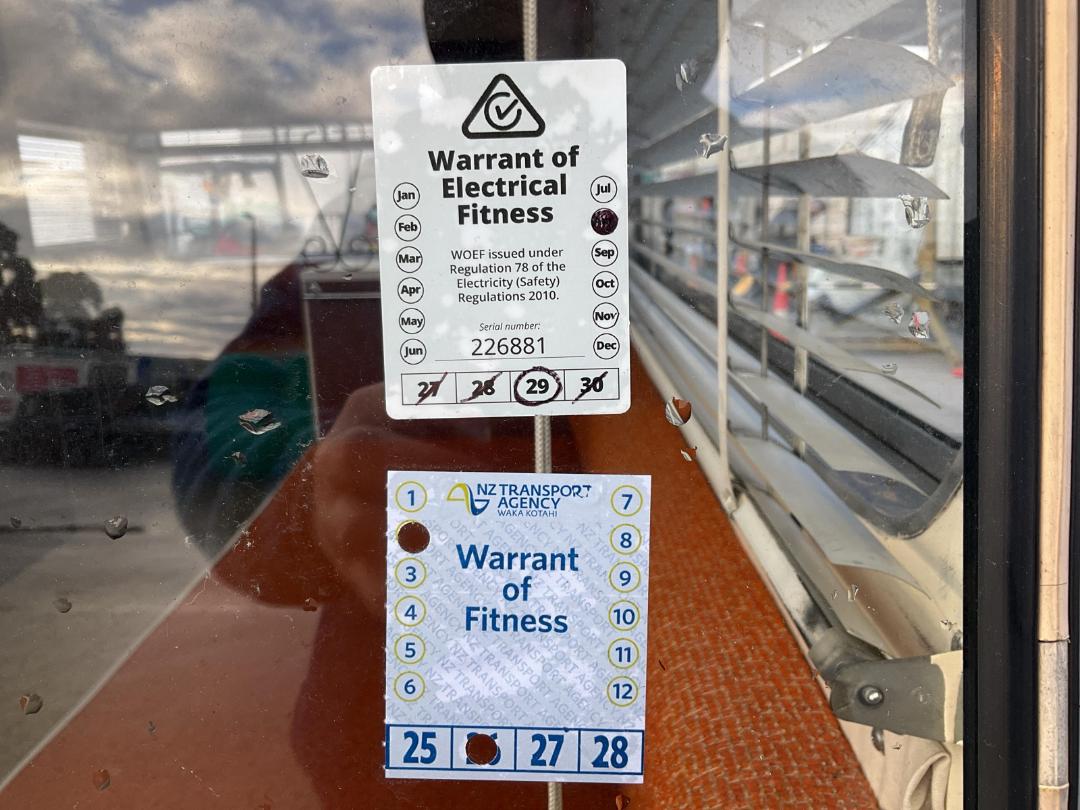 Warrant of
Electrical
Fitness
Jan
Feb
Mar
Apr
May
Jun
Jul
Sep
Oct
Nov
Dec
WOEF issued under
Regulation 78 of the
Electricity (Safety)
Regulations 2010.
Serial number:
226881
27 28 29 30
NZ TRANSPORT
AGENCY
WAKA KOTAHI
1
3
4
5
6
7
8
9
10
11
12
Warrant
of
Fitness
25 27 28